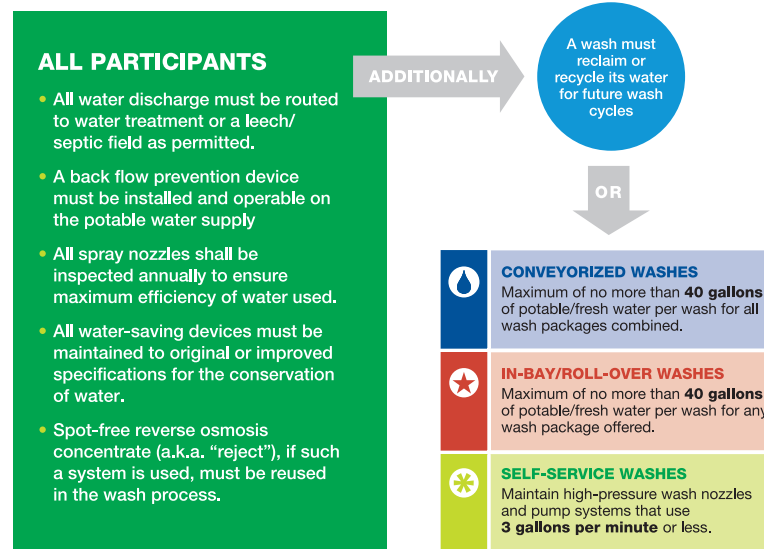 ALL PARTICIPANTS
• All water discharge must be routed
to water treatment or a leech/
septic field as permitted.
• A back flow prevention device
must be installed and operable on
the potable water supply
• All spray nozzles shall be
inspected annually to ensure
maximum efficiency of water used.
• All water-saving devices must be
maintained to original or improved
specifications for the conservation
of water.
• Spot-free reverse osmosis
concentrate (a.k.a. “reject”), if such
a system is used, must be reused
in the wash process.
ADDITIONALLY
A wash must
reclaim or
recycle its water
for future wash
cycles
OR
CONVEYORIZED WASHES
Maximum of no more than 40 gallons
of potable/fresh water per wash for all
wash packages combined.
IN-BAY/ROLL-OVER WASHES
Maximum of no more than 40 gallons
of potable/fresh water per wash for any
wash package offered.
SELF-SERVICE WASHES
Maintain high-pressure wash nozzles
and pump systems that use
3 gallons per minute or less.